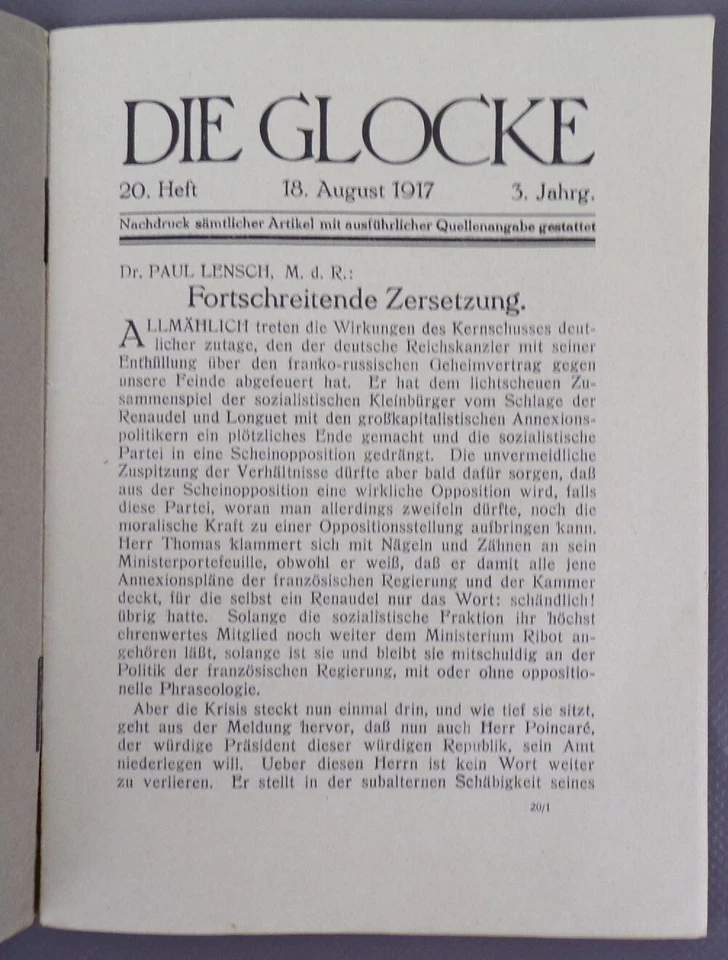 DIE GLOCKE
20. Heft 18. August 1917 3. Jahrg.
Nachdruck sämtlicher Artikel mit ausführlicher Quellenangabe gestattet
Dr. PAUL LENSCH, M. d. R.:
Fortschreitende Zersetzung.
ALLMÄHLICH treten die Wirkungen des Kernschusses deut-
licher zutage, den der deutsche Reichskanzler mit seiner
Enthüllung über den franko-russischen Geheimvertrag gegen
unsere Feinde abgefeuert hat. Er hat dem lichtscheuen Zu-
sammenspiel der sozialistischen Kleinbürger vom Schlage der
Renaudel und Longuet mit den großkapitalistischen Annexions-
politikern ein plötzliches Ende gemacht und die sozialistische
Partei in eine Scheinopposition gedrängt. Die unvermeidliche
Zuspitzung der Verhältnisse dürfte aber bald dafür sorgen, daß
aus der Scheinopposition eine wirkliche Opposition wird, falls
diese Partei, woran man allerdings zweifeln dürfte, noch die
moralische Kraft zu einer Oppositionsstellung aufbringen kann.
Herr Thomas klammert sich mit Nägeln und Zähnen an sein
Ministerportefeuille, obwohl er weiß, daß er damit alle jene
Annexionspläne der französischen Regierung und der Kammer
deckt, für die selbst ein Renaudel nur das Wort: schändlich!
übrig hatte. Solange die sozialistische Fraktion ihr höchst
ehrenwertes Mitglied noch weiter dem Ministerium Ribot an-
gehören läßt, solange ist sie und bleibt sie mitschuldig an der
Politik der französischen Regierung, mit oder ohne oppositio-
nelle Phraseologie.
Aber die Krisis steckt nun einmal drin, und wie tief sie sitzt,
geht aus der Meldung hervor, daß nun auch Herr Poincaré,
der würdige Präsident dieser würdigen Republik, sein Amt
niederlegen will. Ueber diesen Herrn ist kein Wort weiter
zu verlieren. Er stellt in der subalternen Schäbigkeit seines
20/1